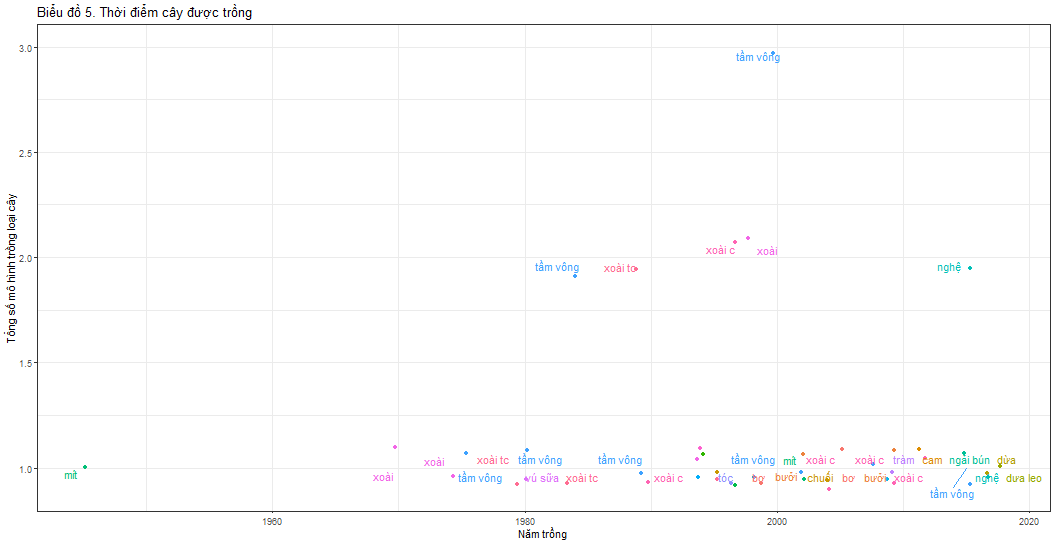 Biểu đồ 5. Thời điểm cây được trồng
Tổng số mô hình trồng loại cây
3.0
2.5
2.0
1.5
1.0
tầm vông
xoài c
xoài
tầm vông
xoài tc
nghệ
xoài
xoài tc
tầm vông
tầm vông
tầm vông
mít
xoài c
xoài c
tràm
cam
ngải bún
dừa
mít
xoài
tầm vông
vú sữa
xoài tc
xoài c
tóc
bơ
bưởi
chuối
bơ
bưởi
xoài c
nghệ
dưa leo
tầm vông
1960
1980
2000
2020
Năm trồng